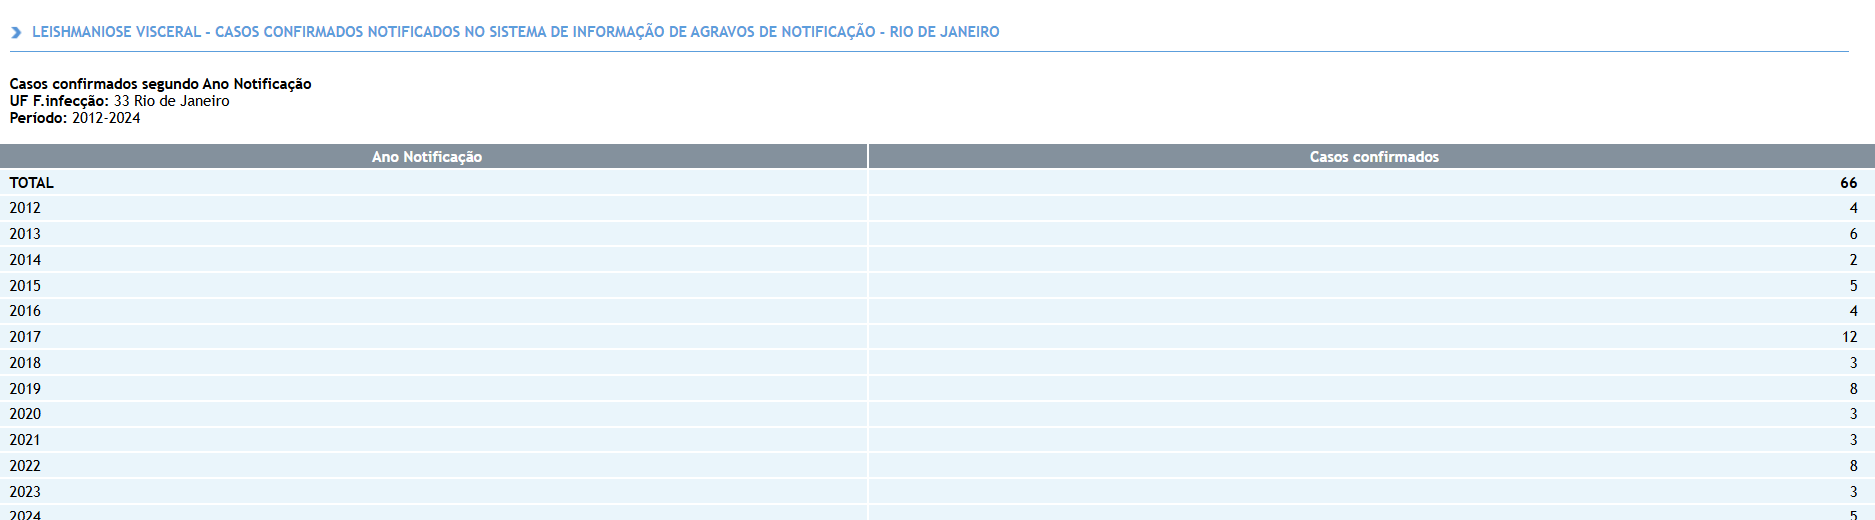 LEISHMANIOSE VISCERAL - CASOS CONFIRMADOS NOTIFICADOS NO SISTEMA DE INFORMAÇÃO DE AGRAVOS DE NOTIFICAÇÃO - RIO DE JANEIRO
Casos confirmados segundo Ano Notificação
UF F.infecção: 33 Rio de Janeiro
Período: 2012-2024
Ano Notificação Casos confirmados
TOTAL 66
2012 4
2013 6
2014 2
2015 5
2016 4
2017 12
2018 3
2019 8
2020 3
2021 3
2022 8
2023 3
2024 5